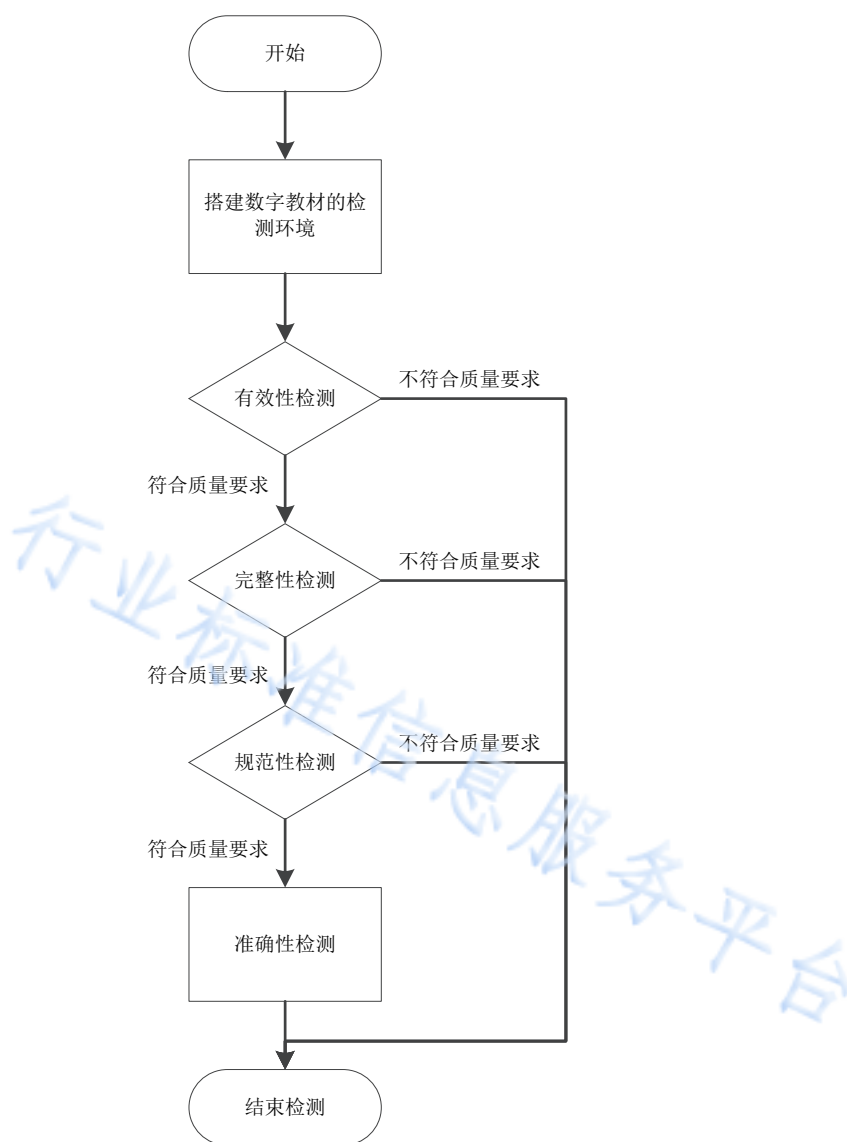 开始
搭建数字教材的检
测环境
有效性检测
不符合质量要求
符合质量要求
完整性检测
不符合质量要求
符合质量要求
规范性检测
不符合质量要求
符合质量要求
准确性检测
结束检测
行业标准信息服务平台